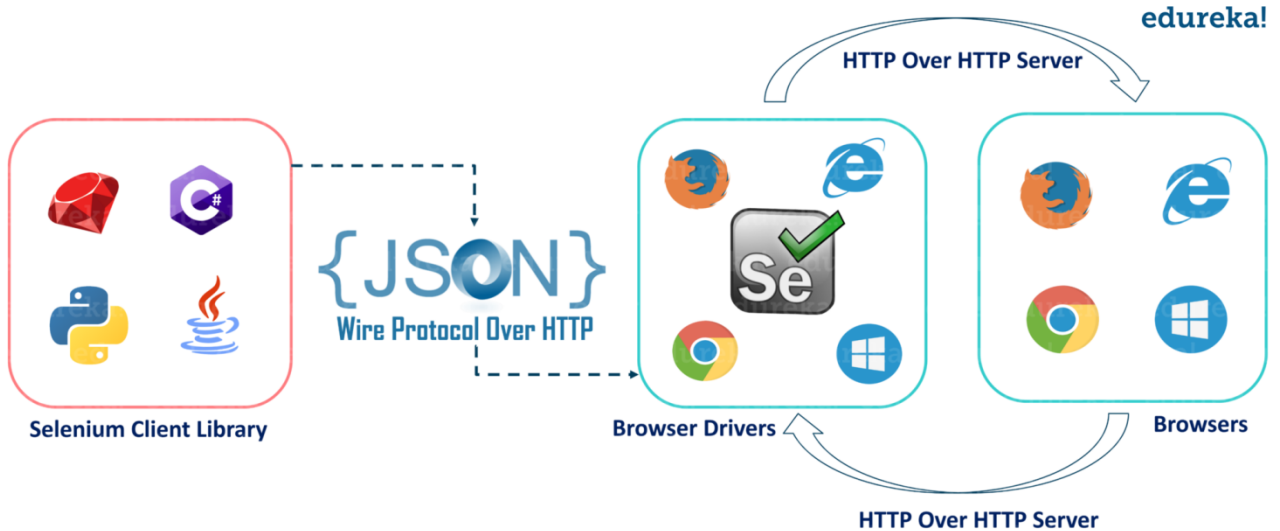 edureka!
HTTP Over HTTP Server
C#
{JSON}
Wire Protocol Over HTTP
Se
Selenium Client Library
Browser Drivers
Browsers
HTTP Over HTTP Server